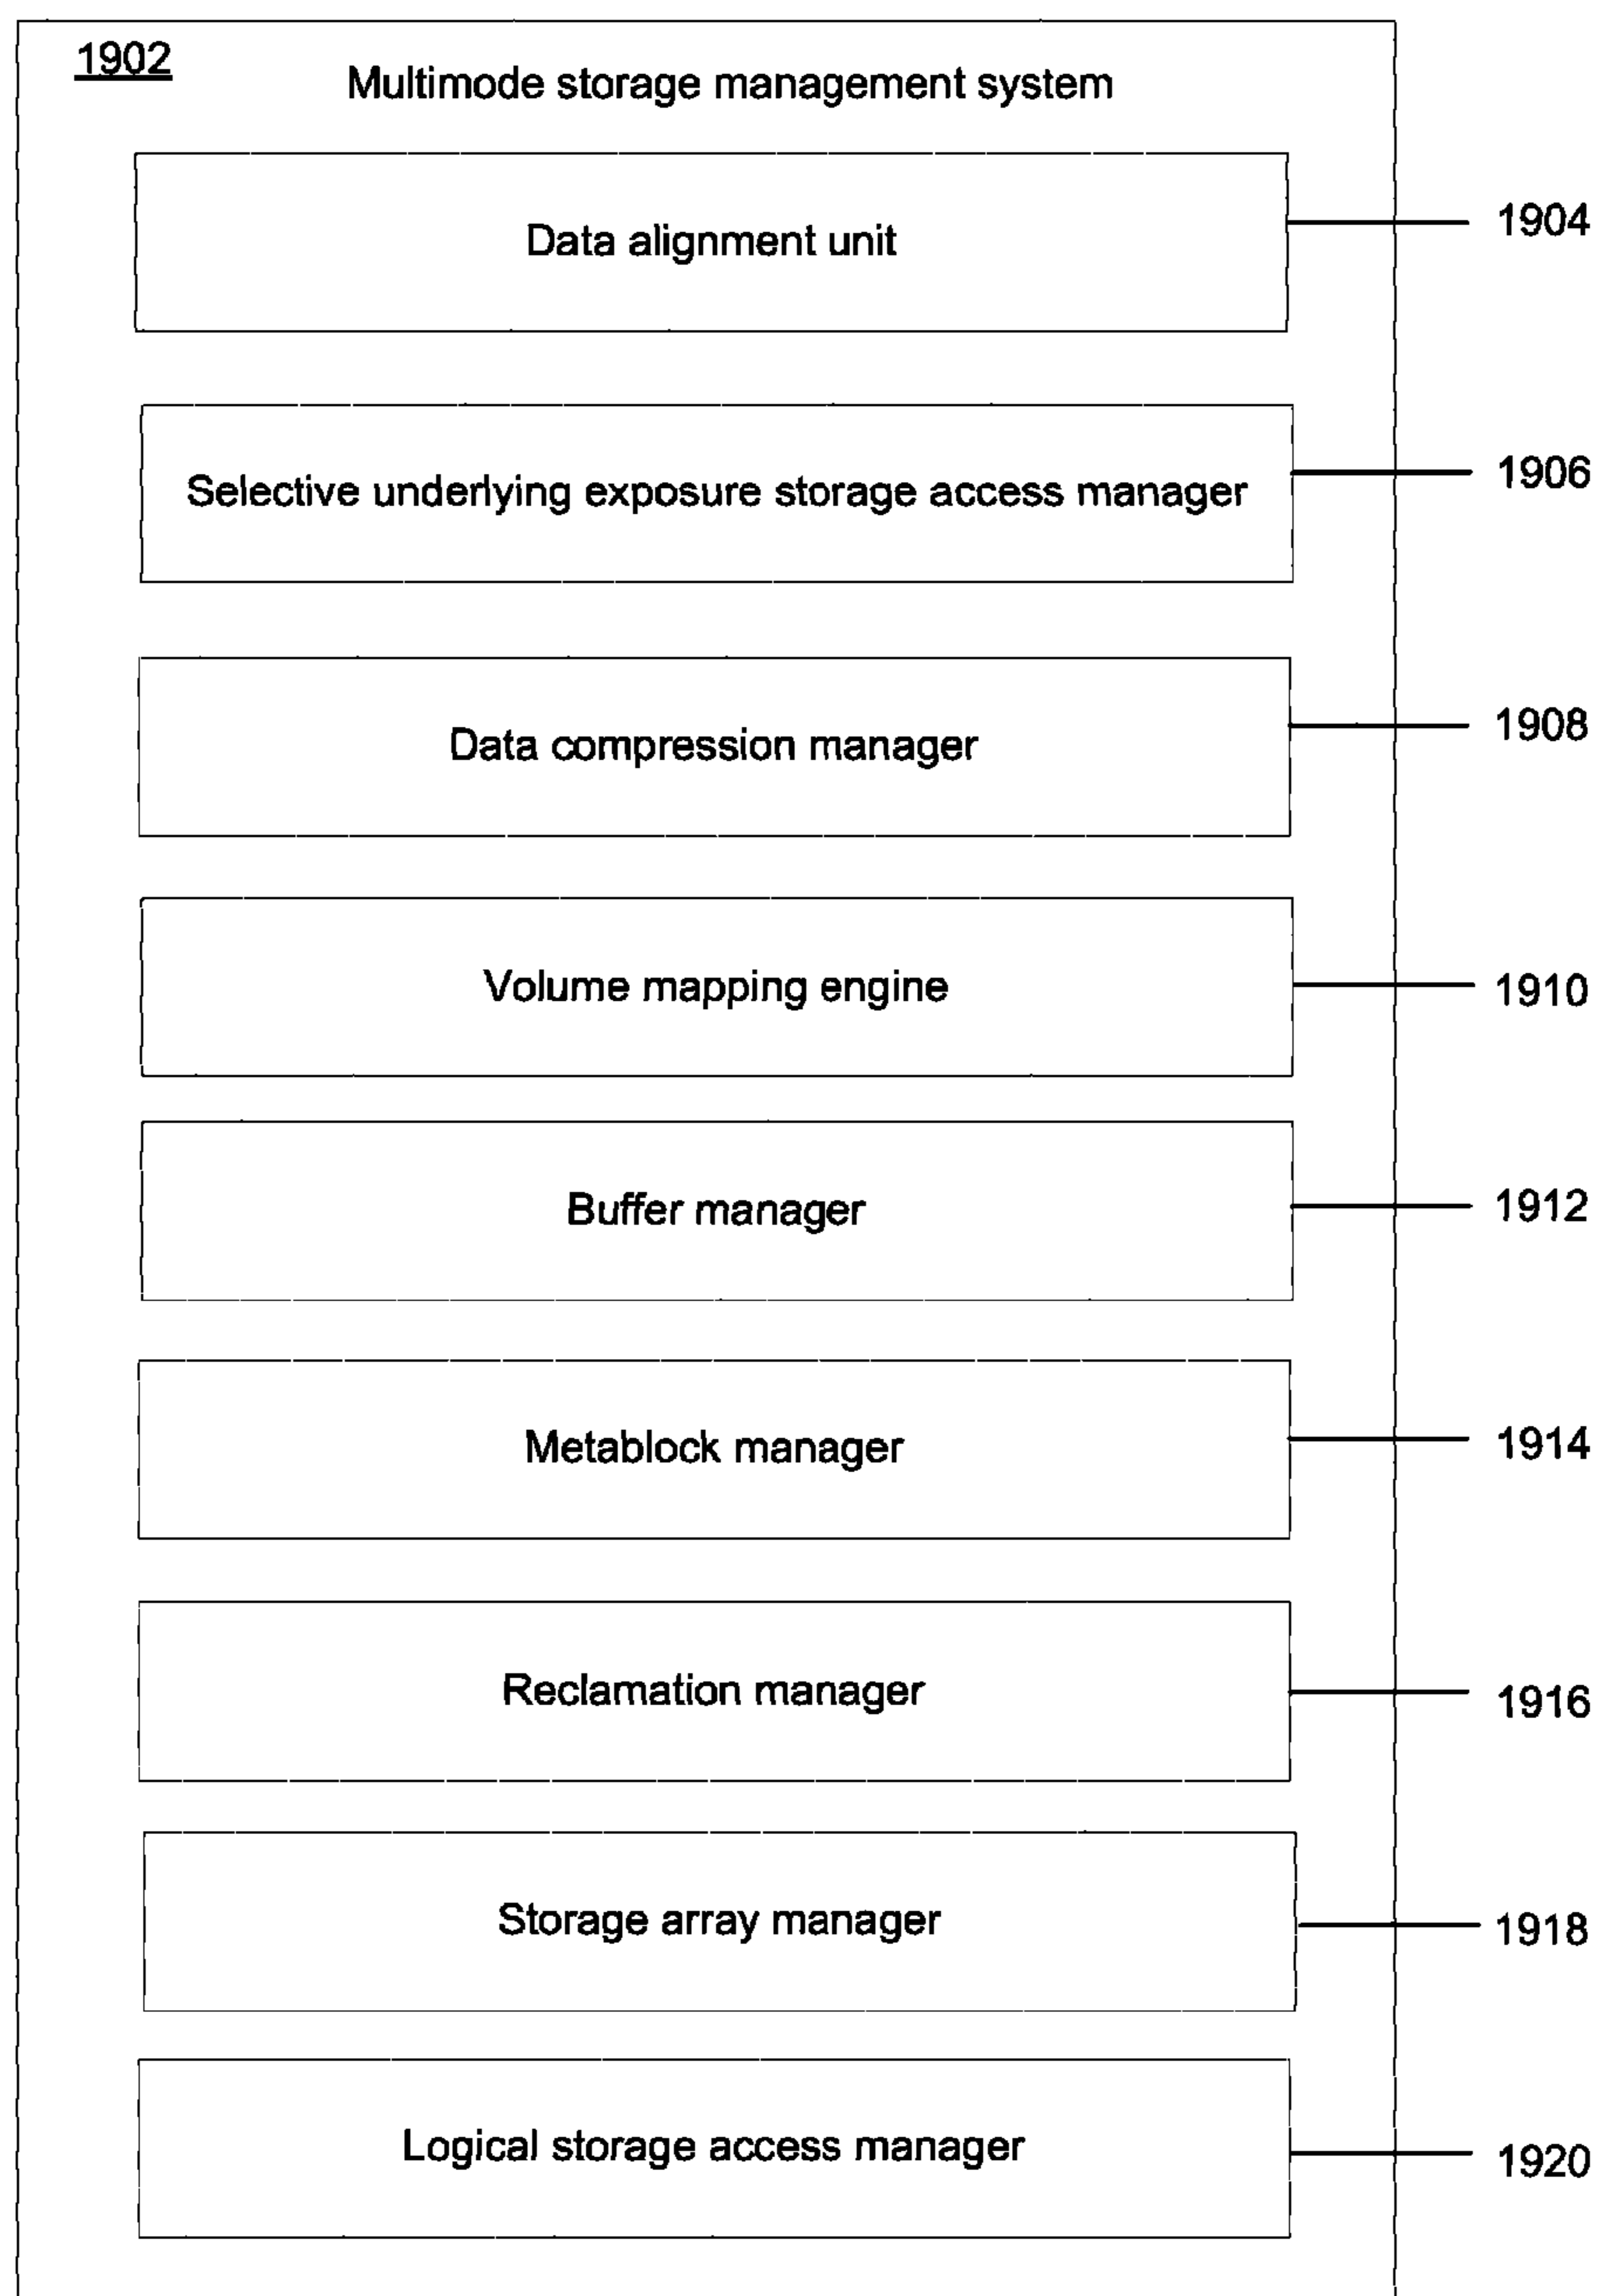 1902
Multimode storage management system
Data alignment unit
1904
Selective underlying exposure storage access manager
1906
Data compression manager
1908
Volume mapping engine
1910
Buffer manager
1912
Metablock manager
1914
Reclamation manager
1916
Storage array manager
1918
Logical storage access manager
1920